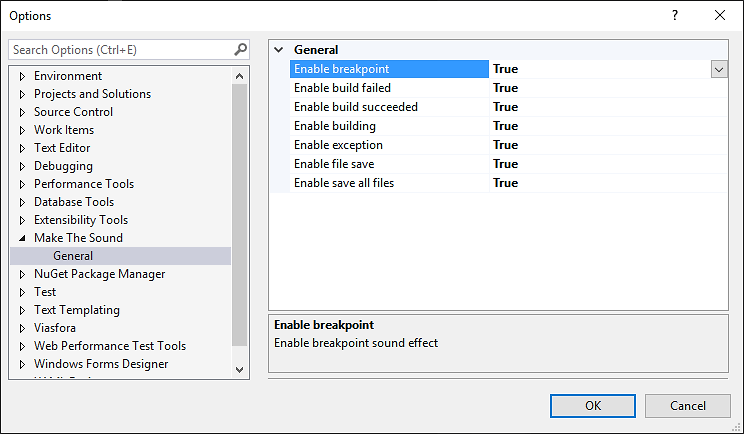 Options
?
Search Options (Ctrl+E)
Environment
Projects and Solutions
Source Control
Work Items
Text Editor
Debugging
Performance Tools
Database Tools
Extensibility Tools
Make The Sound
General
NuGet Package Manager
Test
Text Templating
Viasfora
Web Performance Test Tools
Windows Forms Designer
General
Enable breakpoint True
Enable build failed True
Enable build succeeded True
Enable building True
Enable exception True
Enable file save True
Enable save all files True
Enable breakpoint
Enable breakpoint sound effect
OK Cancel